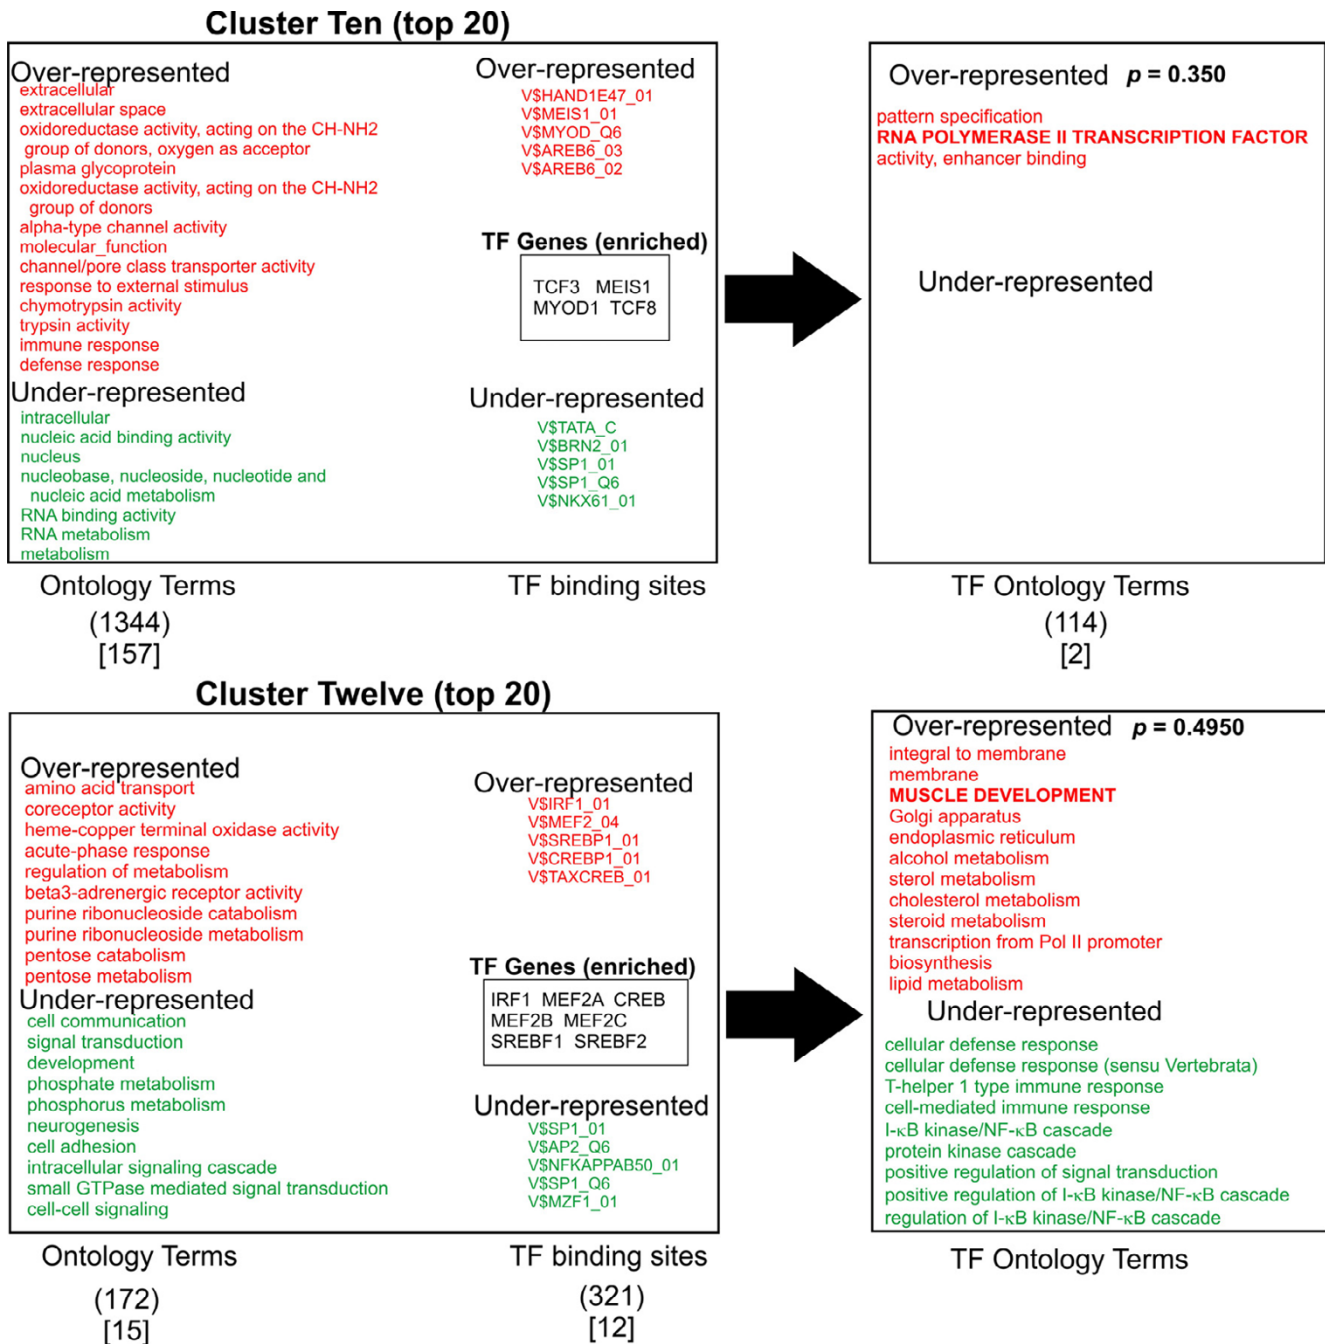 Cluster Ten (top 20)
Over-represented
extracellular
extracellular space
oxidoreductase activity, acting on the CH-NH2
group of donors, oxygen as acceptor
plasma glycoprotein
oxidoreductase activity, acting on the CH-NH2
group of donors
alpha-type channel activity
molecular_function
channel/pore class transporter activity
response to external stimulus
chymotrypsin activity
trypsin activity
immune response
defense response
Under-represented
intracellular
nucleic acid binding activity
nucleus
nucleobase, nucleoside, nucleotide and
nucleic acid metabolism
RNA binding activity
RNA metabolism
metabolism
Over-represented
V$HAND1E47_01
V$MEIS1_01
V$MYOD_Q6
V$AREB6_03
V$AREB6_02
TF Genes (enriched)
TCF3 MEIS1
MYOD1 TCF8
Under-represented
V$TATA_C
V$BRN2_01
V$SP1_01
V$SP1_Q6
V$NKX61_01
Over-represented p = 0.350
pattern specification
RNA POLYMERASE II TRANSCRIPTION FACTOR
activity, enhancer binding
Under-represented
Ontology Terms
(1344)
[157]
TF binding sites
TF Ontology Terms
(114)
[2]
Cluster Twelve (top 20)
Over-represented
amino acid transport
coreceptor activity
heme-copper terminal oxidase activity
acute-phase response
regulation of metabolism
beta3-adrenergic receptor activity
purine ribonucleoside catabolism
purine ribonucleoside metabolism
pentose catabolism
pentose metabolism
Under-represented
cell communication
signal transduction
development
phosphate metabolism
phosphorus metabolism
neurogenesis
cell adhesion
intracellular signaling cascade
small GTPase mediated signal transduction
cell-cell signaling
Over-represented
V$IRF1_01
V$MEF2_04
V$SREBP1_01
V$CREBP1_01
V$TAXCREB_01
TF Genes (enriched)
IRF1 MEF2A CREB
MEF2B MEF2C
SREBF1 SREBF2
Under-represented
V$SP1_01
V$AP2_Q6
V$NFKAPPAB50_01
V$SP1_Q6
V$MZF1_01
Over-represented p = 0.4950
integral to membrane
membrane
MUSCLE DEVELOPMENT
Golgi apparatus
endoplasmic reticulum
alcohol metabolism
sterol metabolism
cholesterol metabolism
steroid metabolism
transcription from Pol II promoter
biosynthesis
lipid metabolism
Under-represented
cellular defense response
cellular defense response (sensu Vertebrata)
T-helper 1 type immune response
cell-mediated immune response
I-κB kinase/NF-κB cascade
protein kinase cascade
positive regulation of signal transduction
positive regulation of I-κB kinase/NF-κB cascade
regulation of I-κB kinase/NF-κB cascade
Ontology Terms
(172)
[15]
TF binding sites
(321)
[12]
TF Ontology Terms